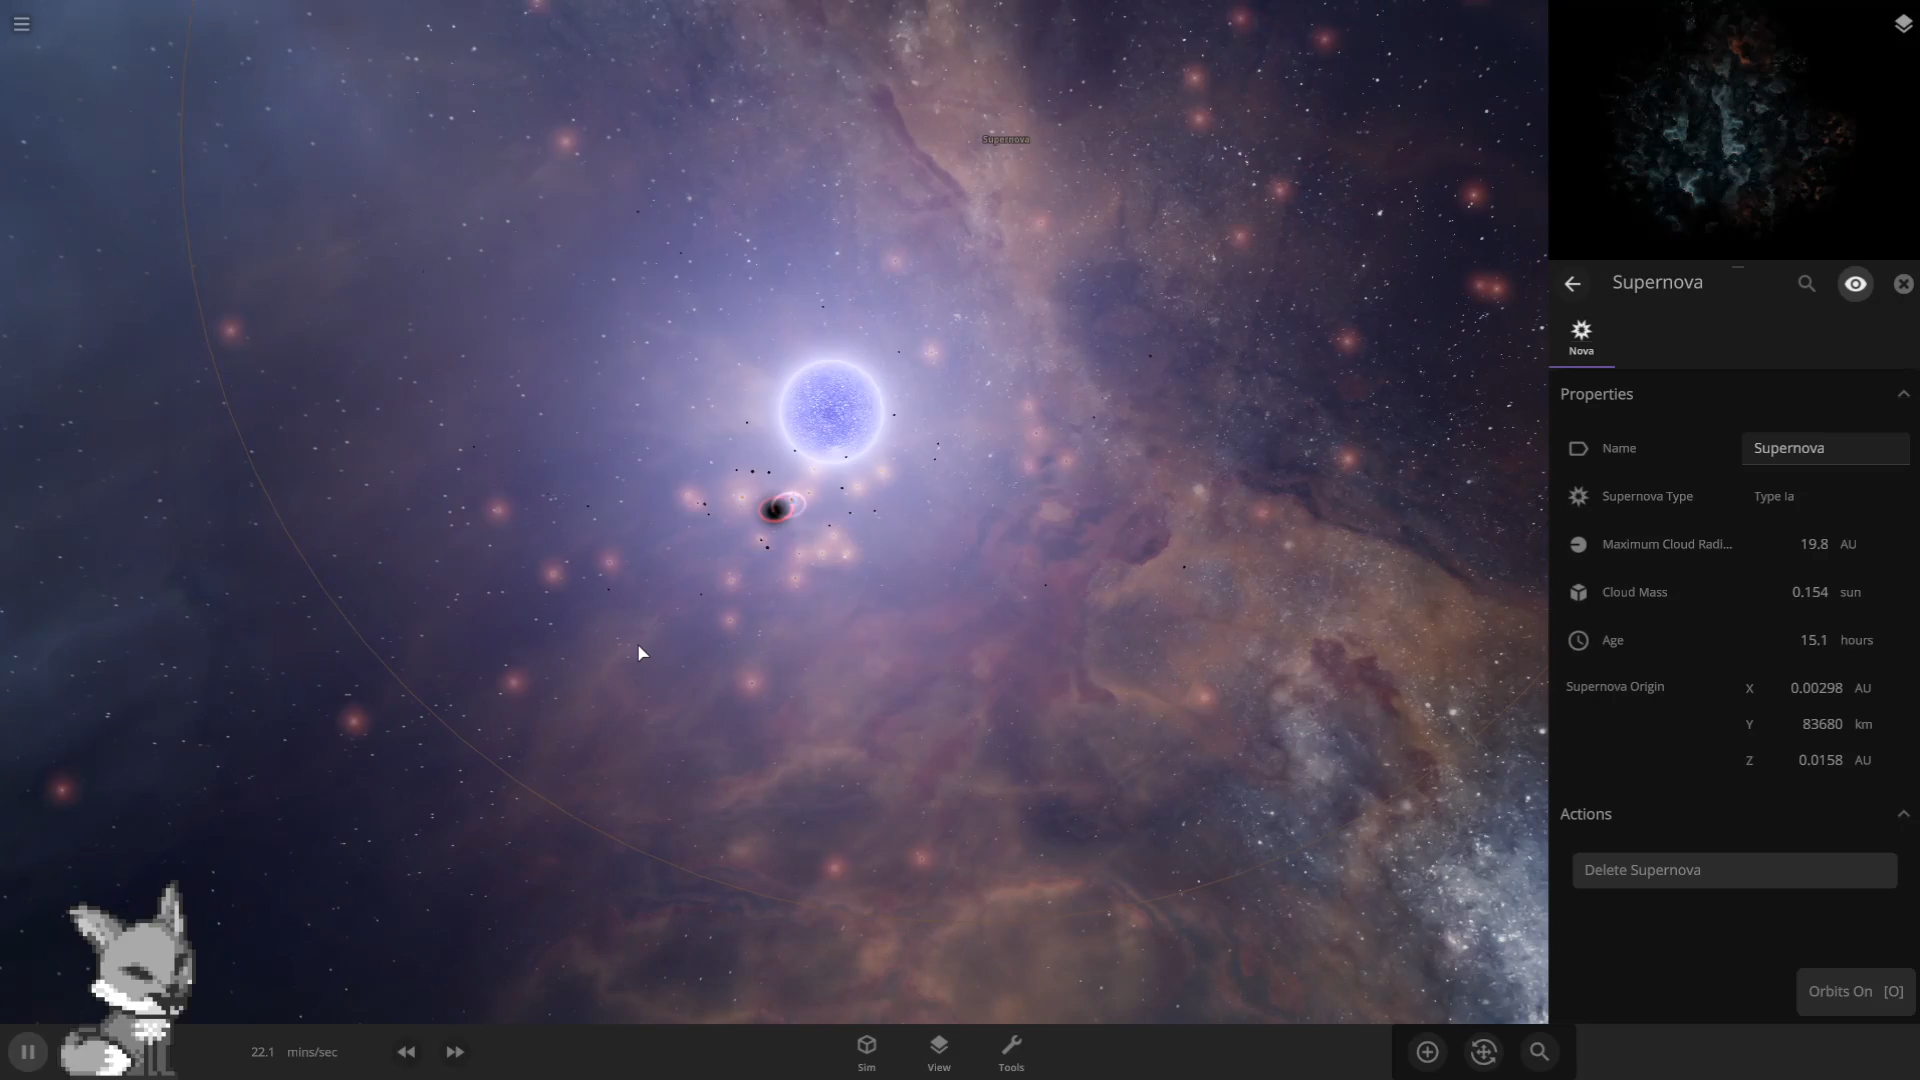 Supernova
Supernova
Nova
Properties
Name Supernova
Supernova Type Type Ia
Maximum Cloud Radi... 19.8 AU
Cloud Mass 0.154 sun
Age 15.1 hours
Supernova Origin X 0.00298 AU
Y 83680 km
Z 0.0158 AU
Actions
Delete Supernova
Orbits On [O]
22.1 mins/sec
Sim View Tools